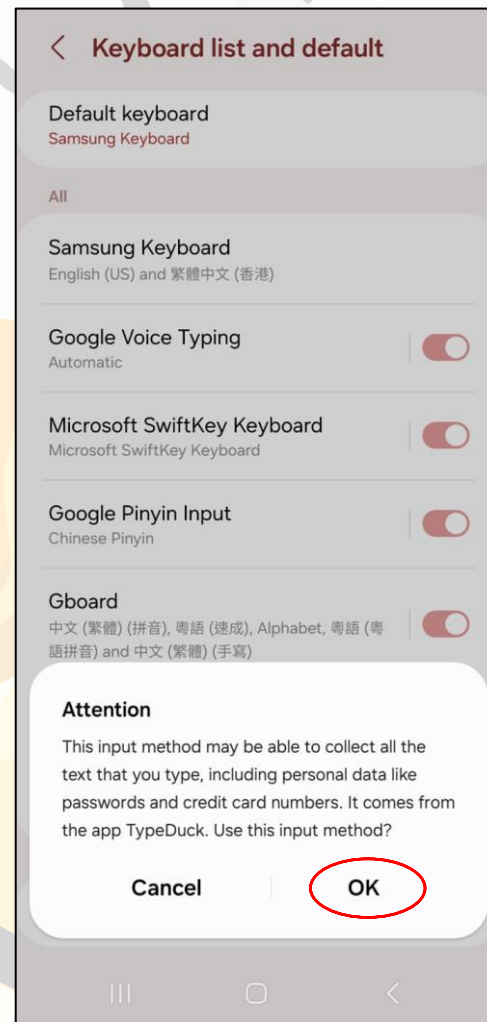 Keyboard list and default
Default keyboard
Samsung Keyboard
All
Samsung Keyboard
English (US) and 繁體中文 (香港)
Google Voice Typing
Automatic
Microsoft SwiftKey Keyboard
Microsoft SwiftKey Keyboard
Google Pinyin Input
Chinese Pinyin
Gboard
中文 (繁體) (拼音), 粵語 (速成), Alphabet, 粵語 (粵
語拼音) and 中文 (繁體) (手寫)
Attention
This input method may be able to collect all the
text that you type, including personal data like
passwords and credit card numbers. It comes from
the app TypeDuck. Use this input method?
Cancel
OK